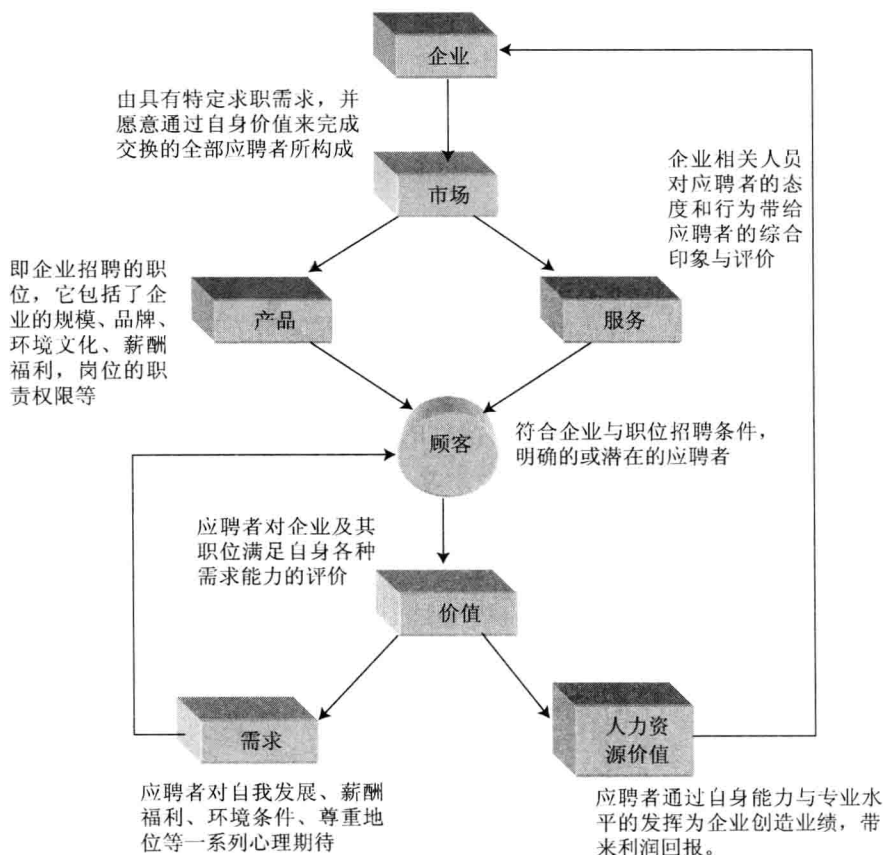 企业
由具有特定求职需求，并
愿意通过自身价值来完成
交换的全部应聘者所构成
市场
企业相关人员
对应聘者的态
度和行为带给
应聘者的综合
印象与评价
即企业招聘的职
位，它包括了企
业的规模、品牌、
环境文化、薪酬
福利，岗位的职
责权限等
产品
服务
顾客
符合企业与职位招聘条件，
明确的或潜在的应聘者
应聘者对企业及其
职位满足自身各种
需求能力的评价
价值
需求
人力资
源价值
应聘者对自我发展、薪酬
福利、环境条件、尊重地
位等一系列心理期待
应聘者通过自身能力与专业水
平的发挥为企业创造业绩，带
来利润回报。